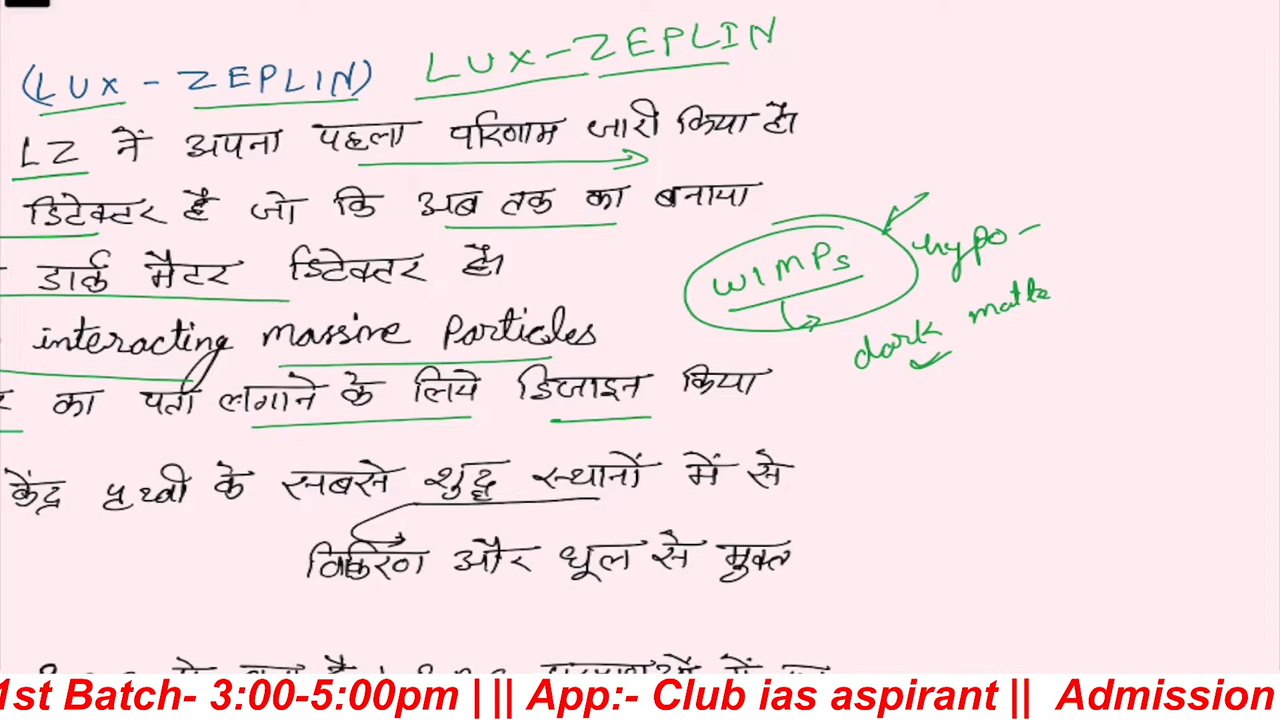 (LUX - ZEPLIN) LUX - ZEPLIN
LZ नें अपना पहला परिणाम जारी किया है।
डिटेक्टर है जो कि अब तक का बनाया
डार्क मैटर डिटेक्टर है।
interacting massive Particles
का पता लगाने के लिये डिजाइन किया
केंद्र पृथ्वी के सबसे शुद्ध स्थानों में से
विकिरण और धूल से मुक्त
WIMPs
hypo -
dark matte
1st Batch- 3:00-5:00pm | || App:- Club ias aspirant || Admission